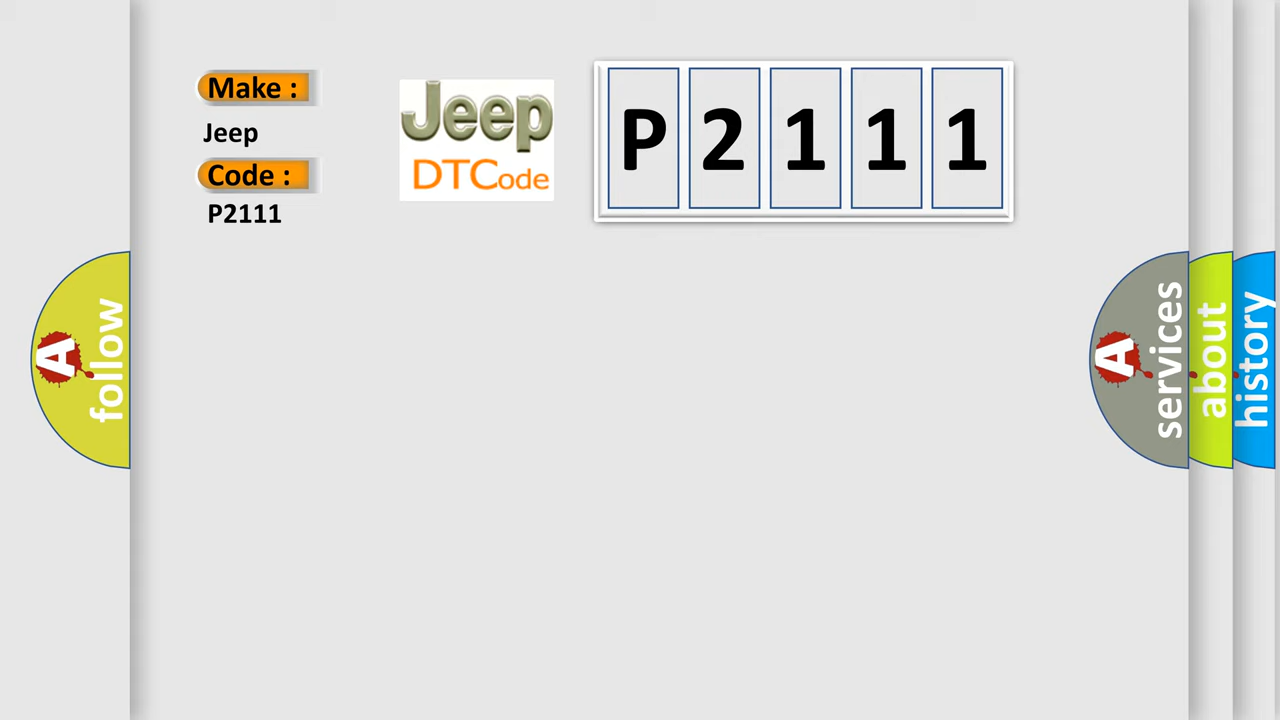 Make :
Jeep
Code :
P2111
Jeep
DTCode
P 2 1 1 1
A follow
A services
about
history